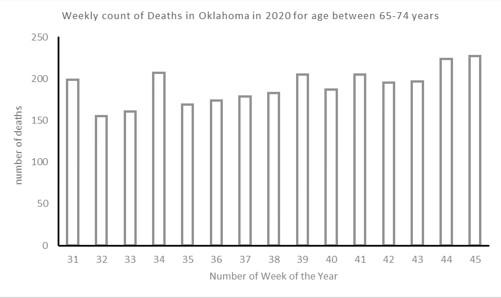 Weekly count of Deaths in Oklahoma in 2020 for age between 65-74 years
250
200
150
100
50
0
number of deaths
31 32 33 34 35 36 37 38 39 40 41 42 43 44 45
Number of Week of the Year